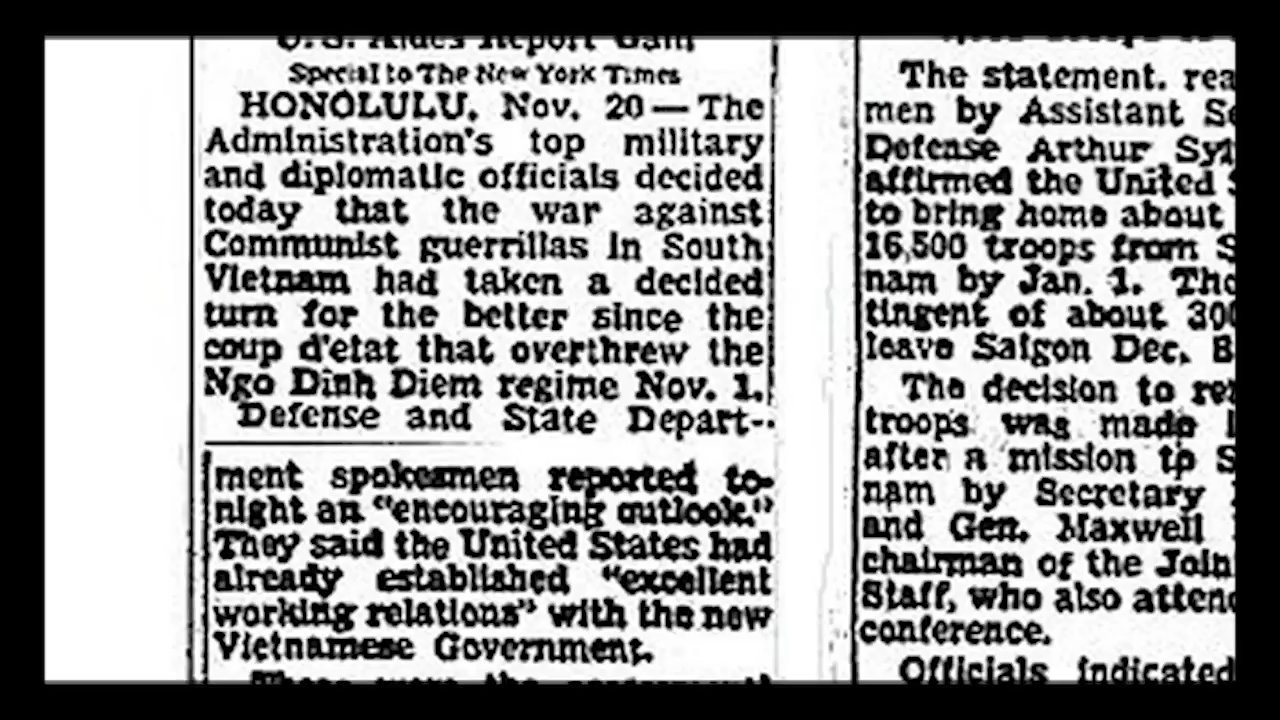 U.S. Aides Report Gain
Special to The New York Times
HONOLULU, Nov. 20 — The
Administration's top military
and diplomatic officials decided
today that the war against
Communist guerrillas in South
Vietnam had taken a decided
turn for the better since the
coup d'etat that overthrew the
Ngo Dinh Diem regime Nov. 1.
Defense and State Depart-
ment spokesmen reported to-
night an "encouraging outlook."
They said the United States had
already established "excellent
working relations" with the new
Vietnamese Government.
These were the
The statement, rea
men by Assistant Se
Defense Arthur Syl
affirmed the United S
to bring home about
16,500 troops from S
nam by Jan. 1. The
tingent of about 300
leave Saigon Dec. 8
The decision to re
troops was made
after a mission to S
nam by Secretary
and Gen. Maxwell
chairman of the Join
Staff, who also attend
conference.
Officials indicated